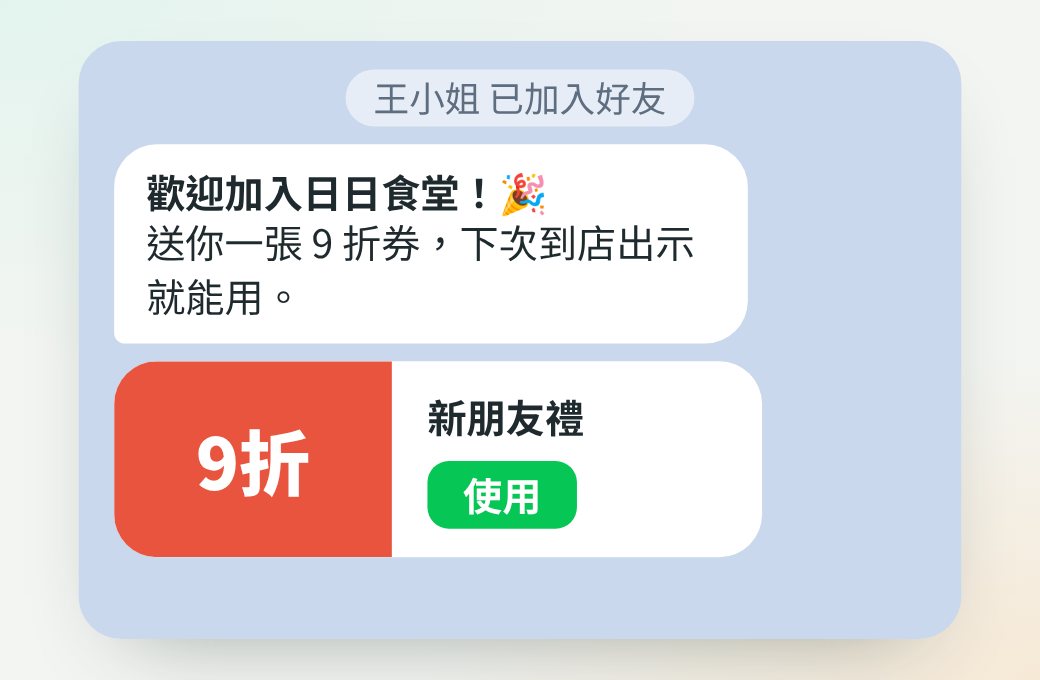 王小姐 已加入好友
歡迎加入日日食堂！🎉
送你一張 9 折券，下次到店出示
就能用。
9折
新朋友禮
使用